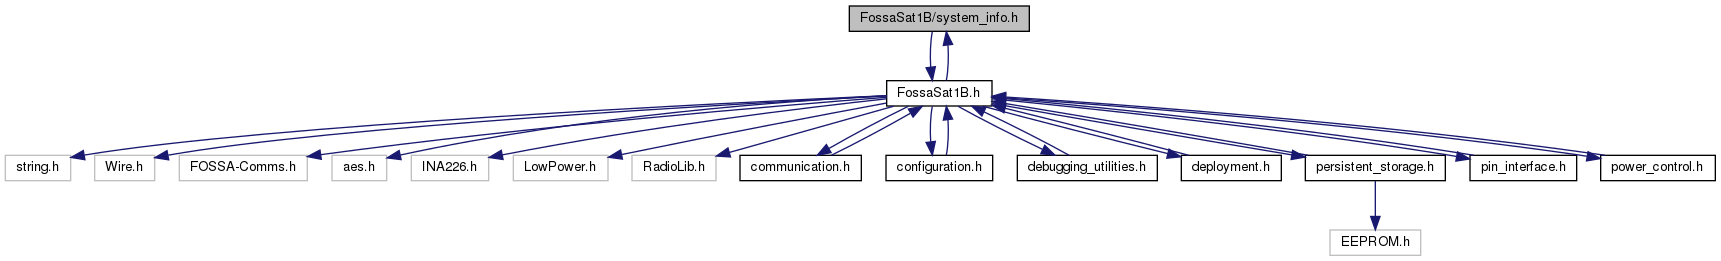 FossaSat1B/system_info.h
FossaSat1B.h
string.h
Wire.h
FOSSA-Comms.h
aes.h
INA226.h
LowPower.h
RadioLib.h
communication.h
configuration.h
debugging_utilities.h
deployment.h
persistent_storage.h
pin_interface.h
power_control.h
EEPROM.h